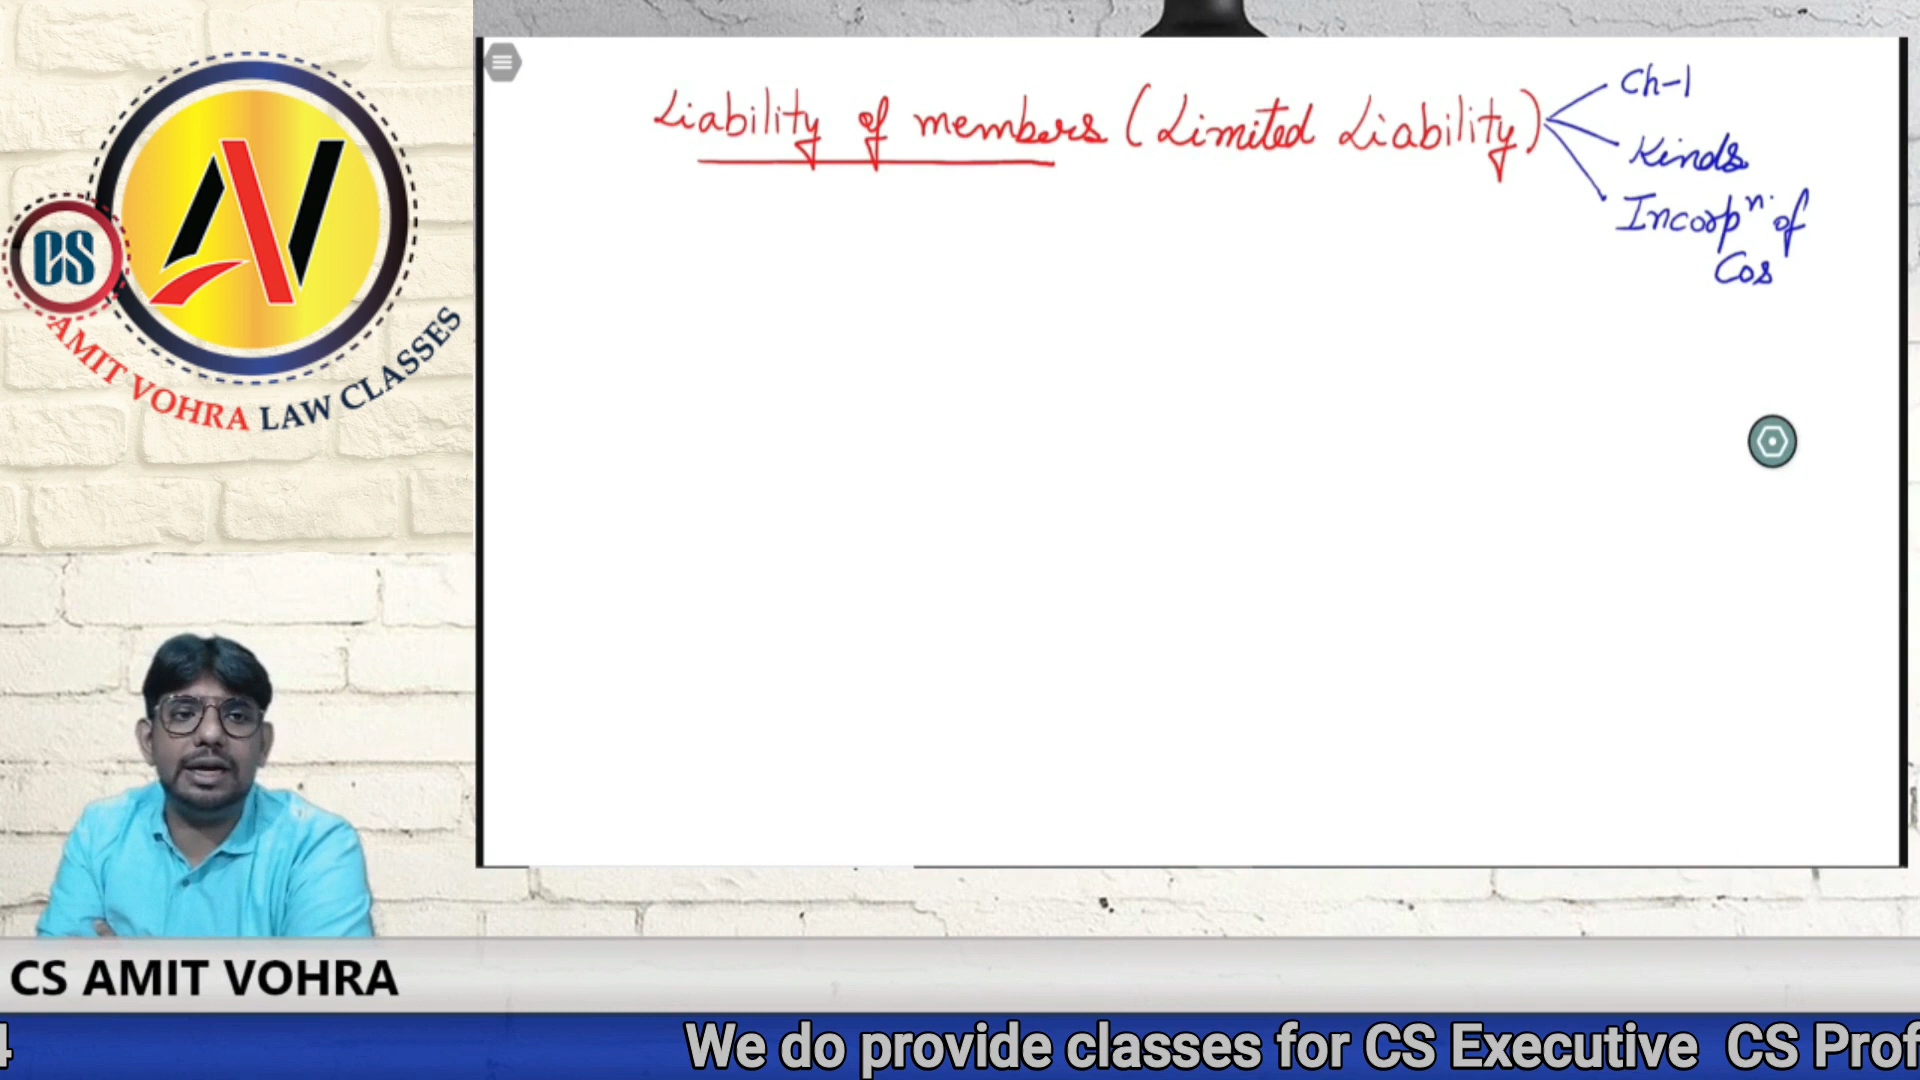 CS
AMIT VOHRA LAW CLASSES
Liability of members (Limited Liability)
Ch-1
Kinds
Incorpⁿ. of
Cos
CS AMIT VOHRA
4
We do provide classes for CS Executive CS Prof